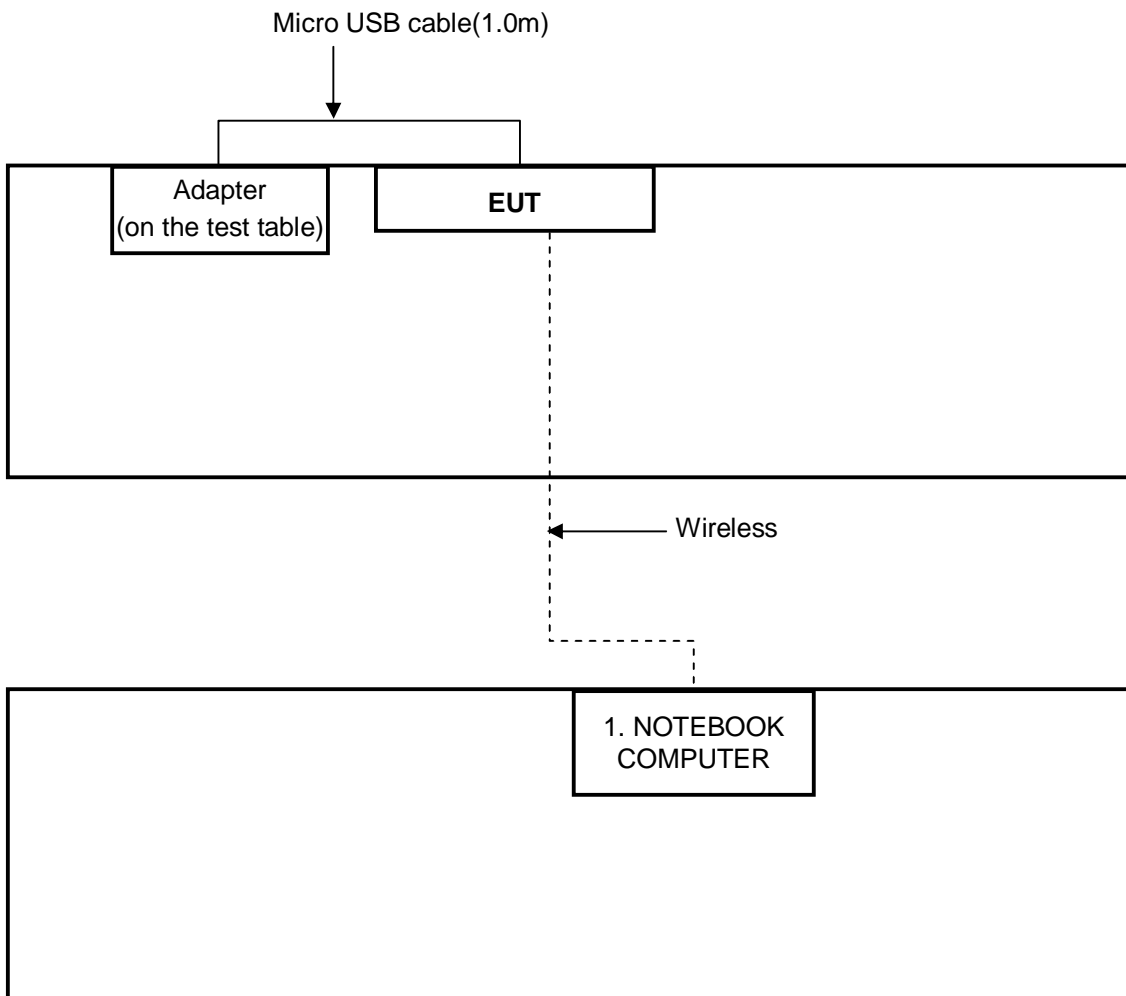 Micro USB cable(1.0m)
Adapter
(on the test table)
EUT
Wireless
1. NOTEBOOK
COMPUTER